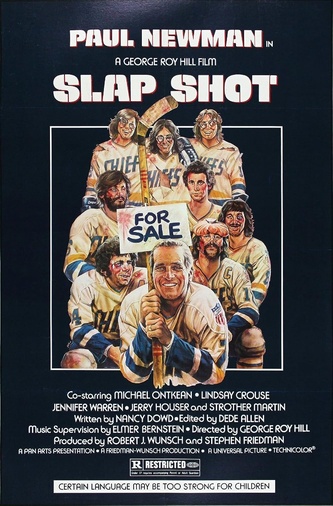 PAUL NEWMAN IN
A GEORGE ROY HILL FILM
SLAP SHOT
CHIEFS
CHIEFS
FOR
SALE
Co-starring MICHAEL ONTKEAN • LINDSAY CROUSE
JENNIFER WARREN • JERRY HOUSER and STROTHER MARTIN
Written by NANCY DOWD • Edited by DEDE ALLEN
Music Supervision by ELMER BERNSTEIN • Directed by GEORGE ROY HILL
Produced by ROBERT J. WUNSCH and STEPHEN FRIEDMAN
A PAN ARTS PRESENTATION • A FRIEDMAN-WUNSCH PRODUCTION • A UNIVERSAL PICTURE • TECHNICOLOR®
R RESTRICTED
CERTAIN LANGUAGE MAY BE TOO STRONG FOR CHILDREN